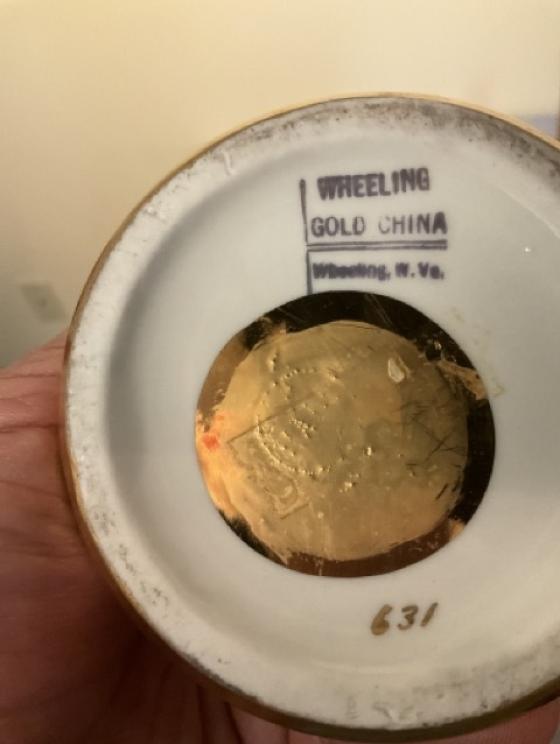 WHEELING
GOLD CHINA
Wheeling, W. Va.
631